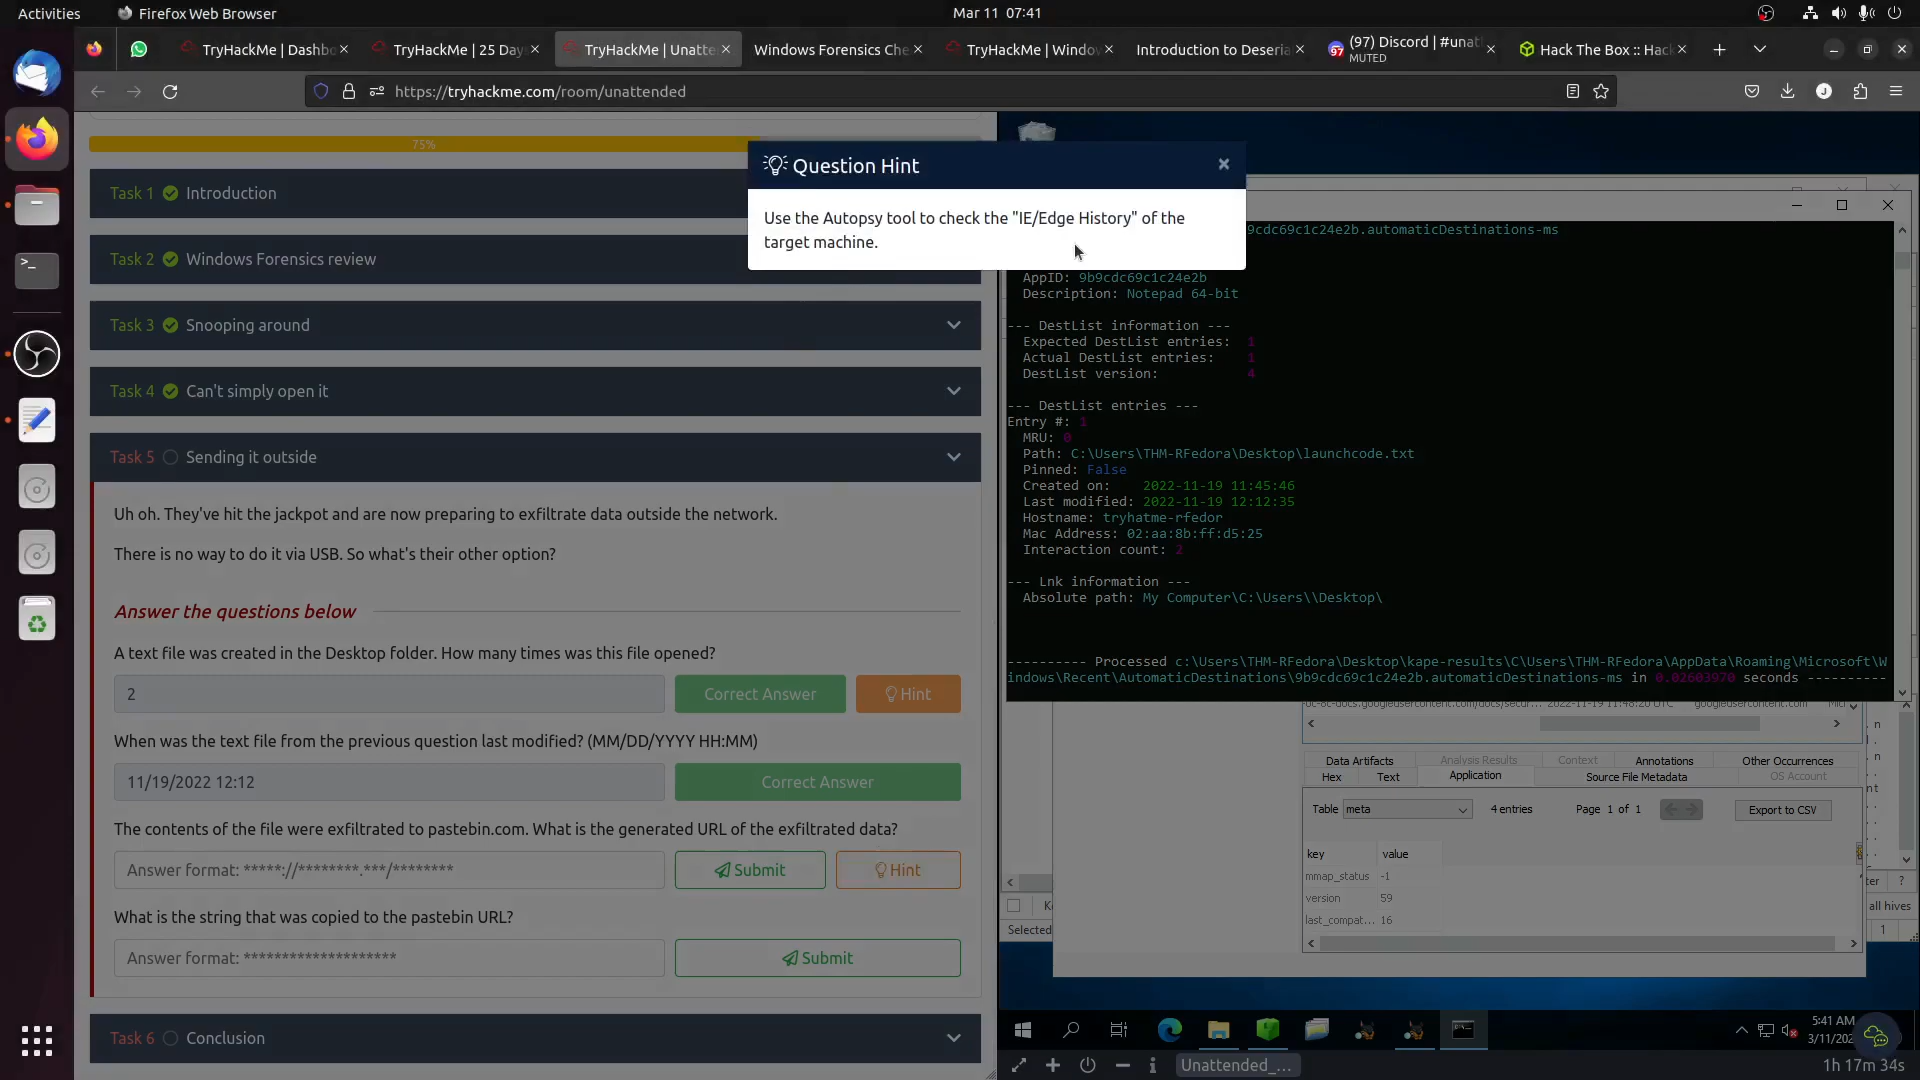 Activities
Firefox Web Browser
Mar 11 07:41
TryHackMe | Dashbo
TryHackMe | 25 Day
TryHackMe | Unatte
Windows Forensics Che
TryHackMe | Window
Introduction to Deseria
(97) Discord | #unat
MUTED
Hack The Box :: Hack
https://tryhackme.com/room/unattended
75%
Task 1 Introduction
Task 2 Windows Forensics review
Task 3 Snooping around
Task 4 Can't simply open it
Task 5 Sending it outside
Uh oh. They've hit the jackpot and are now preparing to exfiltrate data outside the network.
There is no way to do it via USB. So what's their other option?
Answer the questions below
A text file was created in the Desktop folder. How many times was this file opened?
2
Correct Answer
Hint
When was the text file from the previous question last modified? (MM/DD/YYYY HH:MM)
11/19/2022 12:12
Correct Answer
The contents of the file were exfiltrated to pastebin.com. What is the generated URL of the exfiltrated data?
Answer format: *****://********.***/********
Submit
Hint
What is the string that was copied to the pastebin URL?
Answer format: ********************
Submit
Task 6 Conclusion
Question Hint
×
Use the Autopsy tool to check the "IE/Edge History" of the
target machine.
9cdc69c1c24e2b.automaticDestinations-ms
AppID: 9b9cdc69c1c24e2b
Description: Notepad 64-bit
--- DestList information ---
Expected DestList entries: 1
Actual DestList entries: 1
DestList version: 4
--- DestList entries ---
Entry #: 1
MRU: 0
Path: C:\Users\THM-RFedora\Desktop\launchcode.txt
Pinned: False
Created on: 2022-11-19 11:45:46
Last modified: 2022-11-19 12:12:35
Hostname: tryhatme-rfedor
Mac Address: 02:aa:8b:ff:d5:25
Interaction count: 2
--- Lnk information ---
Absolute path: My Computer\C:\Users\\Desktop\
---------- Processed c:\Users\THM-RFedora\Desktop\kape-results\C\Users\THM-RFedora\AppData\Roaming\Microsoft\W
indows\Recent\AutomaticDestinations\9b9cdc69c1c24e2b.automaticDestinations-ms in 0.02603970 seconds ----------
Data Artifacts
Analysis Results
Context
Annotations
Other Occurrences
Hex
Text
Application
Source File Metadata
OS Account
Table
meta
4 entries
Page 1 of 1
Export to CSV
key
value
mmap_status -1
version 59
last_compat... 16
Selected
all hives
1
5:41 AM
3/11/202
Unattended_...
1h 17m 34s